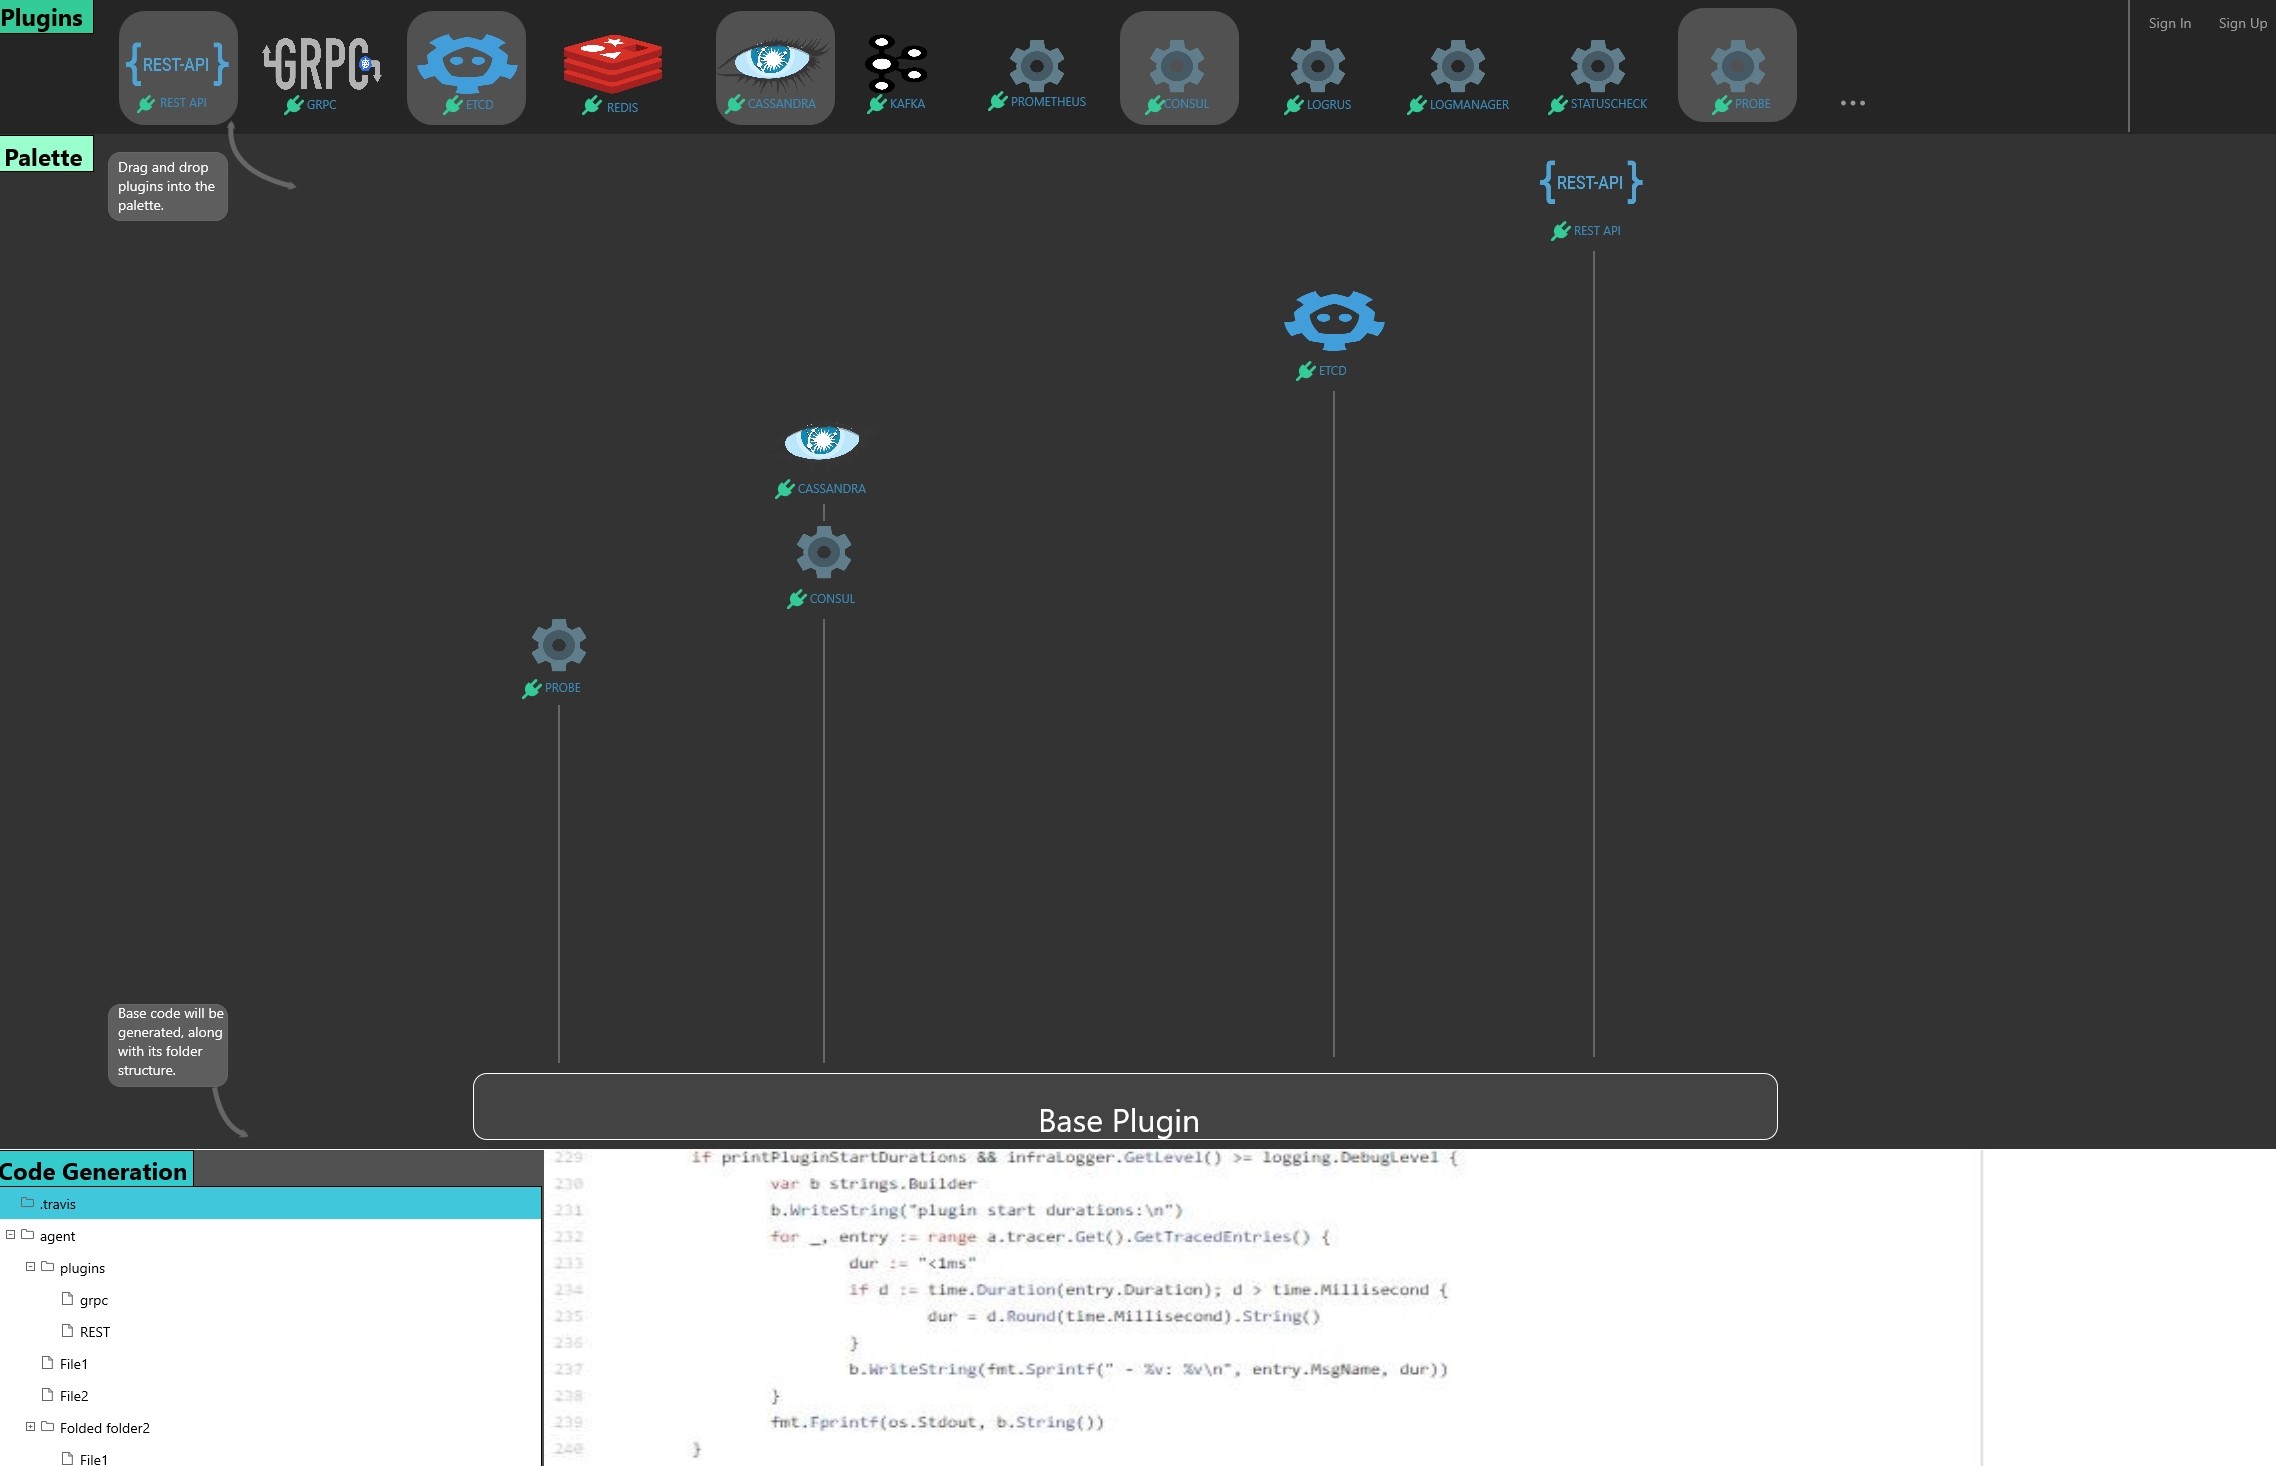 Plugins
{REST-API}
REST API
GRPC
GRPC
ETCD
REDIS
CASSANDRA
KAFKA
PROMETHEUS
CONSUL
LOGRUS
LOGMANAGER
STATUSCHECK
PROBE
...
Sign In
Sign Up
Palette
Drag and drop
plugins into the
palette.
{REST-API}
REST API
ETCD
CASSANDRA
CONSUL
PROBE
Base code will be
generated, along
with its folder
structure.
Base Plugin
Code Generation
.travis
agent
plugins
grpc
REST
File1
File2
Folded folder2
File1
229 if printPluginStartDurations && infraLogger.GetLevel() >= logging.DebugLevel {
230 var b strings.Builder
231 b.WriteString("plugin start durations:\n")
232 for _, entry := range a.tracer.Get().GetTracedEntries() {
233 dur := "<1ms"
234 if d := time.Duration(entry.Duration); d > time.Millisecond {
235 dur = d.Round(time.Millisecond).String()
236 }
237 b.WriteString(fmt.Sprintf(" - %v: %v\n", entry.MsgName, dur))
238 }
239 fmt.Fprintf(os.Stdout, b.String())
240 }